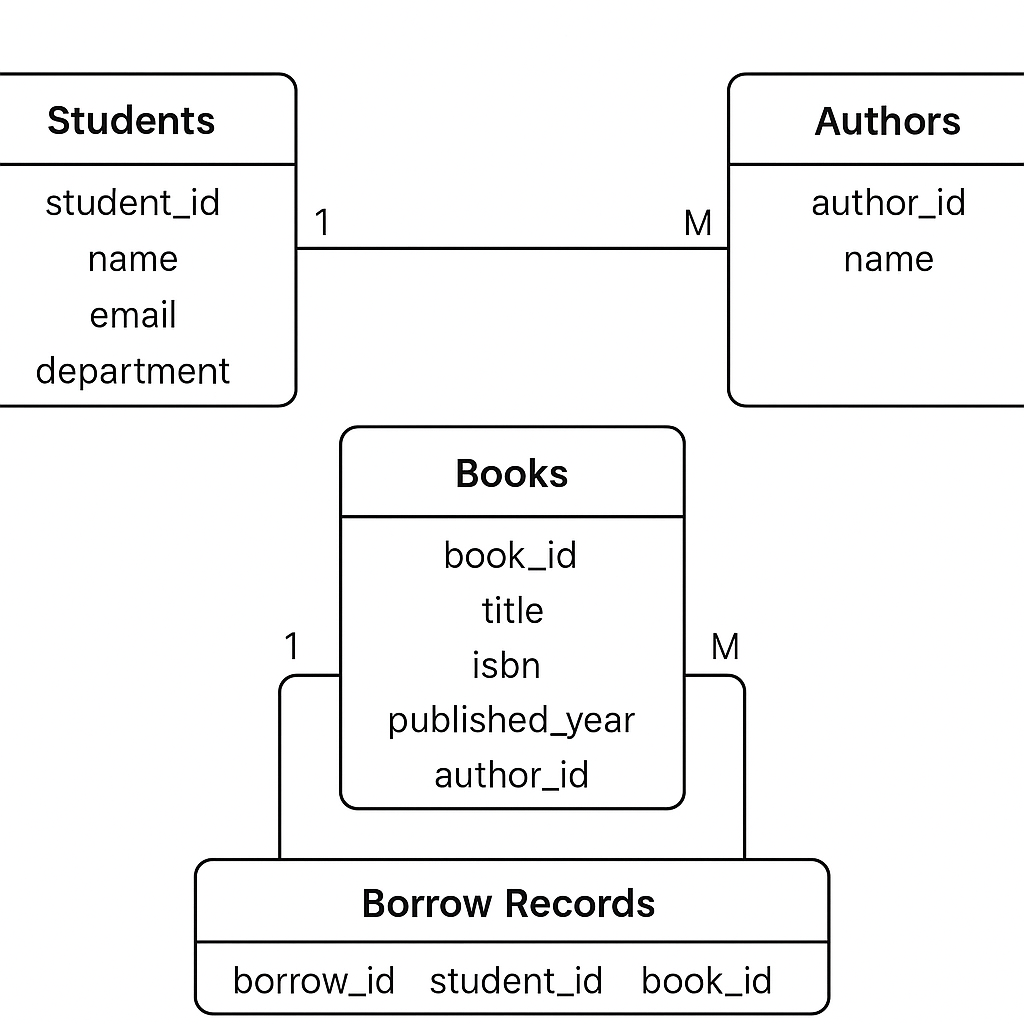 Students
student_id
name
email
department
1
M
Authors
author_id
name
Books
book_id
title
isbn
published_year
author_id
1
M
Borrow Records
borrow_id student_id book_id